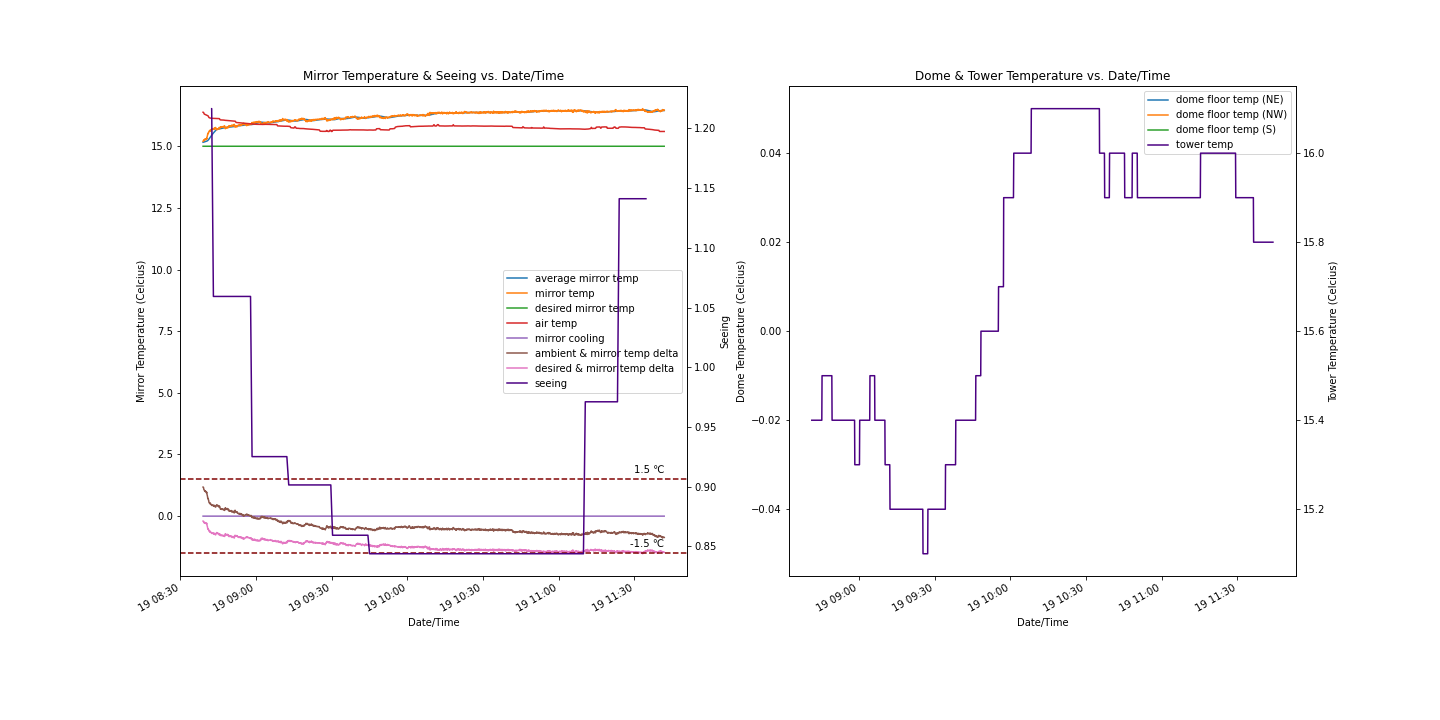 Mirror Temperature & Seeing vs. Date/Time
Mirror Temperature (Celcius)
15.0
12.5
10.0
7.5
5.0
2.5
0.0
1.20
1.15
1.10
1.05
1.00
0.95
0.90
0.85
Seeing
average mirror temp
mirror temp
desired mirror temp
air temp
mirror cooling
ambient & mirror temp delta
desired & mirror temp delta
seeing
1.5 °C
-1.5 °C
19 08:30
19 09:00
19 09:30
19 10:00
19 10:30
19 11:00
19 11:30
Date/Time
Dome & Tower Temperature vs. Date/Time
Dome Temperature (Celcius)
0.04
0.02
0.00
−0.02
−0.04
dome floor temp (NE)
dome floor temp (NW)
dome floor temp (S)
tower temp
16.0
15.8
15.6
15.4
15.2
Tower Temperature (Celcius)
19 09:00
19 09:30
19 10:00
19 10:30
19 11:00
19 11:30
Date/Time